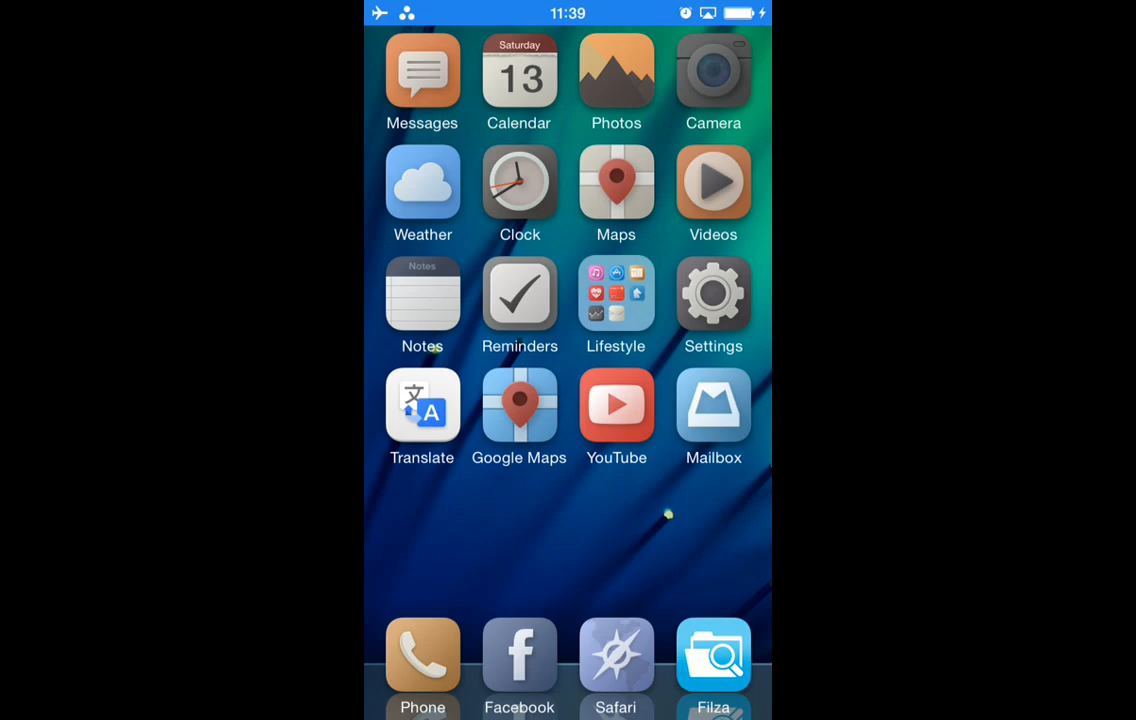 11:39
Saturday
13
Messages Calendar Photos Camera
Weather Clock Maps Videos
Notes
Notes Reminders Lifestyle Settings
文 A
Translate Google Maps YouTube Mailbox
f
Phone Facebook Safari Filza